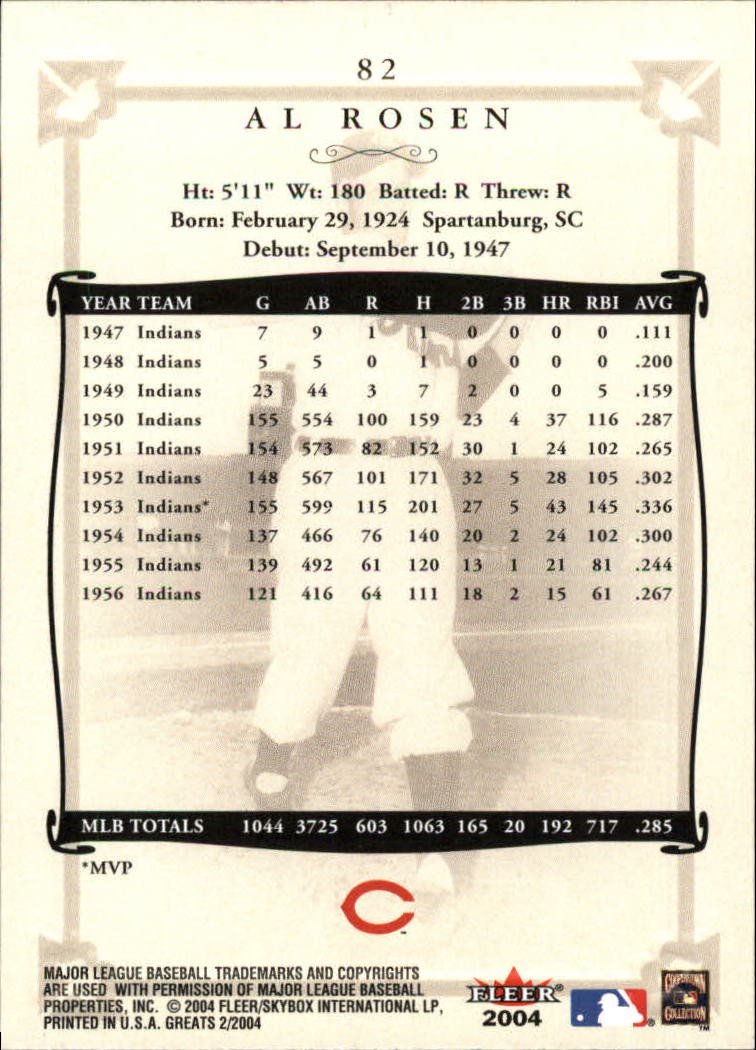 82
AL ROSEN
Ht: 5'11" Wt: 180 Batted: R Threw: R
Born: February 29, 1924 Spartanburg, SC
Debut: September 10, 1947
YEAR TEAM G AB R H 2B 3B HR RBI AVG
1947 Indians 7 9 1 1 0 0 0 0 .111
1948 Indians 5 5 0 1 0 0 0 0 .200
1949 Indians 23 44 3 7 2 0 0 5 .159
1950 Indians 155 554 100 159 23 4 37 116 .287
1951 Indians 154 573 82 152 30 1 24 102 .265
1952 Indians 148 567 101 171 32 5 28 105 .302
1953 Indians* 155 599 115 201 27 5 43 145 .336
1954 Indians 137 466 76 140 20 2 24 102 .300
1955 Indians 139 492 61 120 13 1 21 81 .244
1956 Indians 121 416 64 111 18 2 15 61 .267
MLB TOTALS 1044 3725 603 1063 165 20 192 717 .285
*MVP
C
™
MAJOR LEAGUE BASEBALL TRADEMARKS AND COPYRIGHTS
ARE USED WITH PERMISSION OF MAJOR LEAGUE BASEBALL
PROPERTIES, INC. © 2004 FLEER/SKYBOX INTERNATIONAL LP,
PRINTED IN U.S.A. GREATS 2/2004
FLEER®
2004
®
COOPERSTOWN
COLLECTION
™